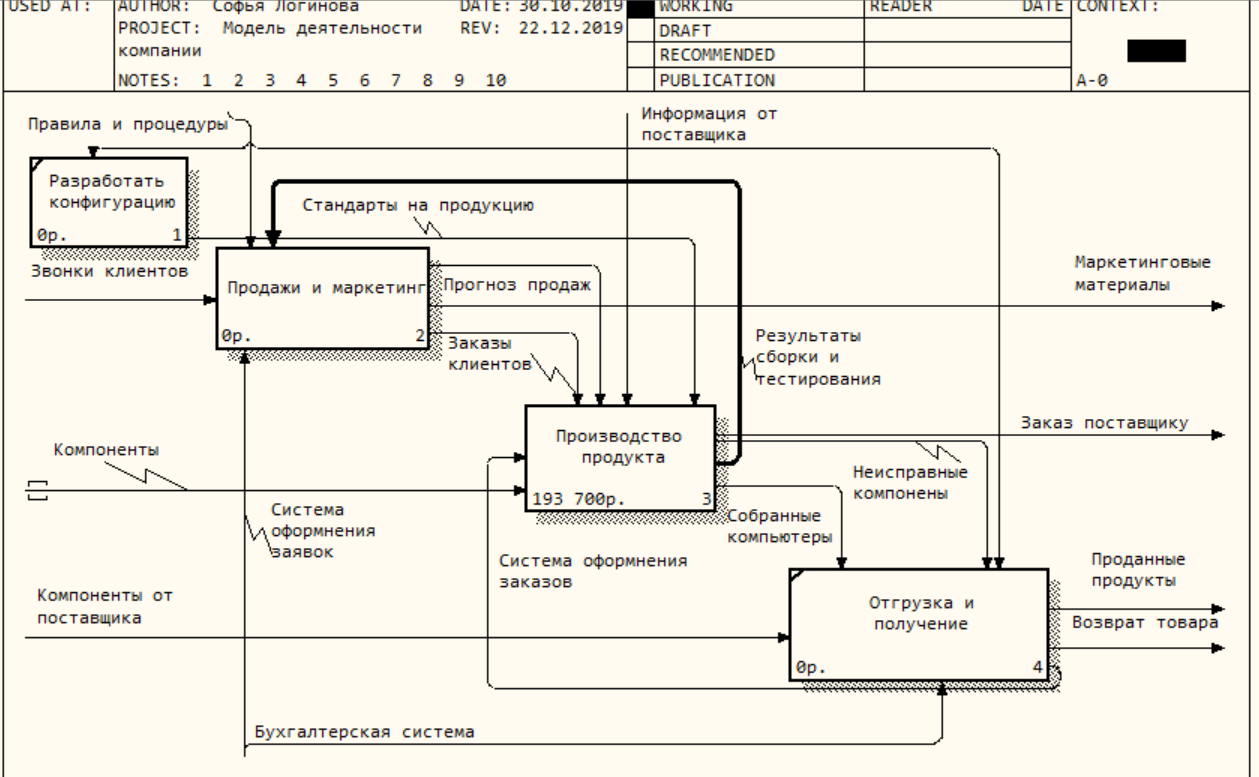 USED AT:
AUTHOR: Софья Логинова
DATE: 30.10.2019
WORKING
READER
DATE
CONTEXT:
PROJECT: Модель деятельности
компании
REV: 22.12.2019
DRAFT
RECOMMENDED
NOTES: 1 2 3 4 5 6 7 8 9 10
PUBLICATION
A-0
Правила и процедуры
Информация от
поставщика
Разработать
конфигурацию
0р.
1
Стандарты на продукцию
Звонки клиентов
Продажи и маркетинг
0р.
2
Прогноз продаж
Маркетинговые
материалы
Заказы
клиентов
Результаты
сборки и
тестирования
Заказ поставщику
Компоненты
Производство
продукта
193 700р.
3
Неисправные
компонены
Система
оформнения
заявок
Собранные
компьютеры
Система оформнения
заказов
Проданные
продукты
Компоненты от
поставщика
Отгрузка и
получение
0р.
4
Возврат товара
Бухгалтерская система